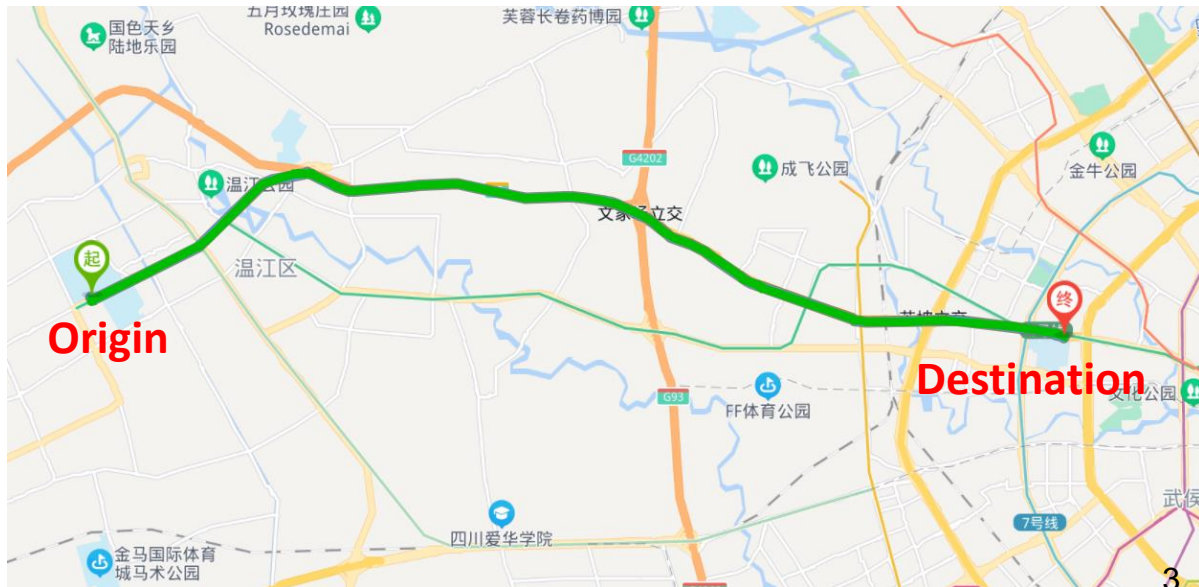 五月玫瑰庄园
Rosedemai
芙蓉长卷药博园
国色天乡
陆地乐园
G4202
成飞公园
金牛公园
温江公园
起
温江区
终
Origin
Destination
文化公园
G93
FF体育公园
四川爱华学院
7号线
武侯
金马国际体育
城马术公园
3